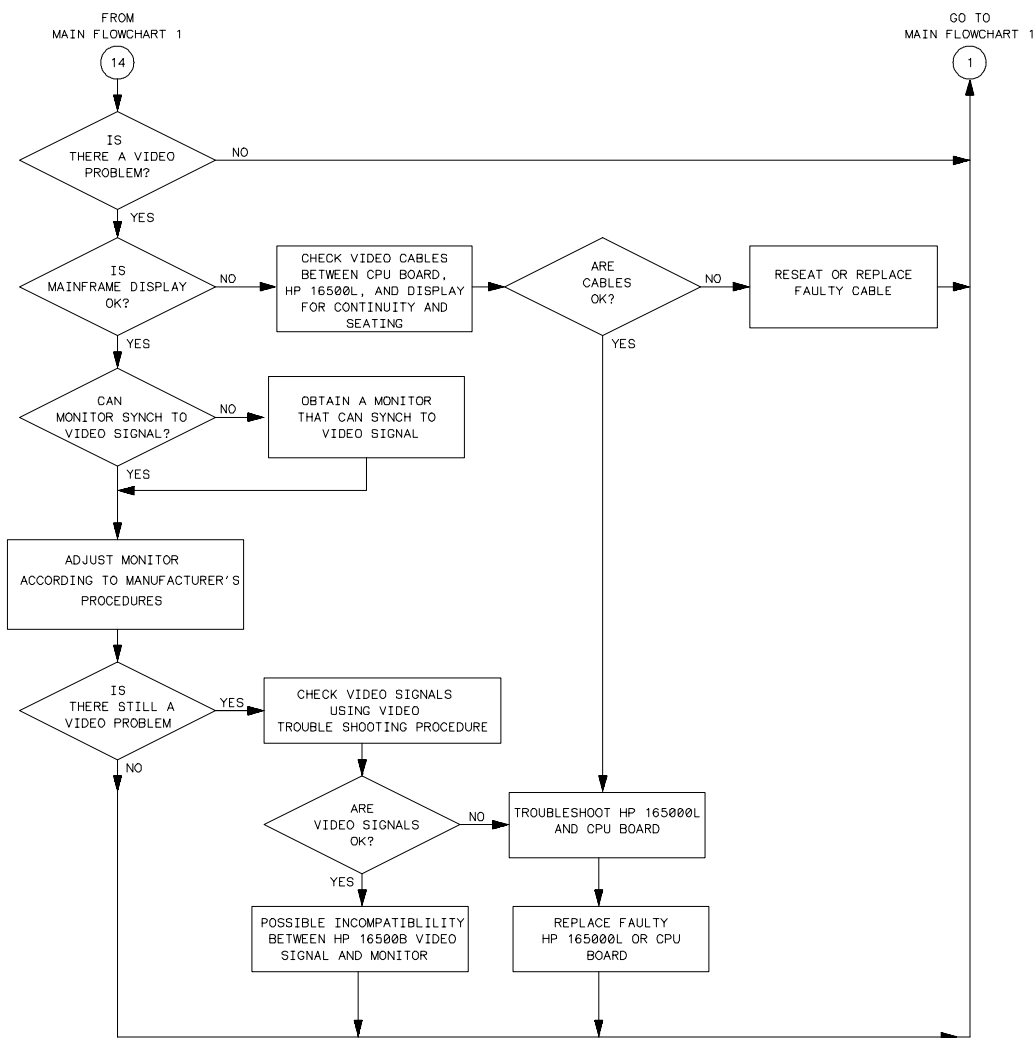 FROM
MAIN FLOWCHART 1
14
GO TO
MAIN FLOWCHART 1
1
IS
THERE A VIDEO
PROBLEM?
NO
YES
IS
MAINFRAME DISPLAY
OK?
NO
CHECK VIDEO CABLES
BETWEEN CPU BOARD,
HP 16500L, AND DISPLAY
FOR CONTINUITY AND
SEATING
ARE
CABLES
OK?
NO
RESEAT OR REPLACE
FAULTY CABLE
YES
YES
CAN
MONITOR SYNCH TO
VIDEO SIGNAL?
NO
OBTAIN A MONITOR
THAT CAN SYNCH TO
VIDEO SIGNAL
YES
ADJUST MONITOR
ACCORDING TO MANUFACTURER'S
PROCEDURES
IS
THERE STILL A
VIDEO PROBLEM
YES
CHECK VIDEO SIGNALS
USING VIDEO
TROUBLE SHOOTING PROCEDURE
NO
ARE
VIDEO SIGNALS
OK?
NO
TROUBLESHOOT HP 165000L
AND CPU BOARD
YES
POSSIBLE INCOMPATIBLILITY
BETWEEN HP 16500B VIDEO
SIGNAL AND MONITOR
REPLACE FAULTY
HP 165000L OR CPU
BOARD